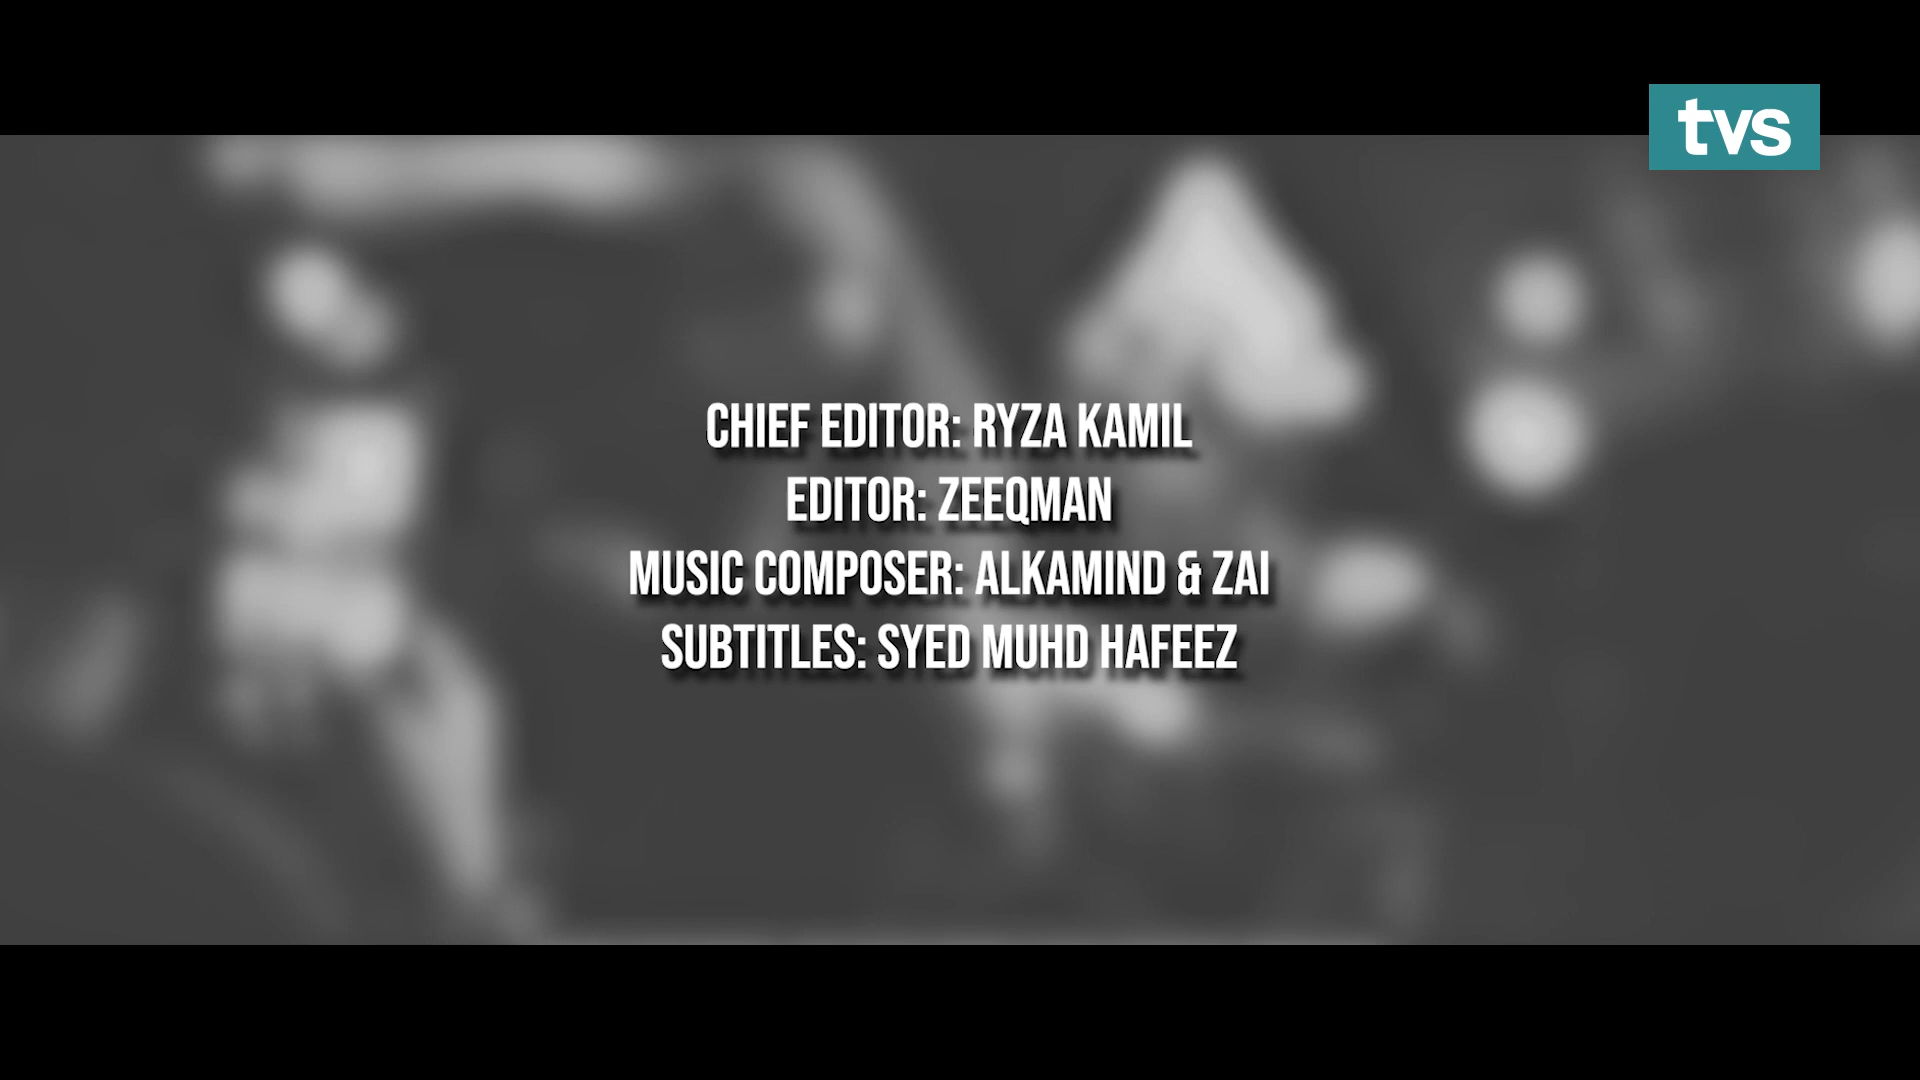 tvs
CHIEF EDITOR: RYZA KAMIL
EDITOR: ZEEQMAN
MUSIC COMPOSER: ALKAMIND & ZAI
SUBTITLES: SYED MUHD HAFEEZ